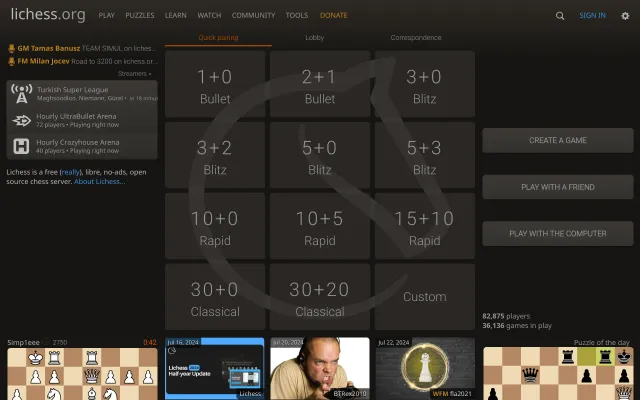 lichess.org PLAY PUZZLES LEARN WATCH COMMUNITY TOOLS DONATE SIGN IN
GM Tamas Banusz TEAM SIMUL on liches...
FM Milan Jocev Road to 3200 on lichess.or...
Streamers »
Turkish Super League
Maghsoodloo, Niemann, Gürel • in 18 minu
Hourly UltraBullet Arena
72 players • Playing right now
Hourly Crazyhouse Arena
40 players • Playing right now
Lichess is a free (really), libre, no-ads, open
source chess server. About Lichess...
Quick pairing Lobby Correspondence
1+0
Bullet
2+1
Bullet
3+0
Blitz
3+2
Blitz
5+0
Blitz
5+3
Blitz
10+0
Rapid
10+5
Rapid
15+10
Rapid
30+0
Classical
30+20
Classical
Custom
CREATE A GAME
PLAY WITH A FRIEND
PLAY WITH THE COMPUTER
82,875 players
36,136 games in play
Simp1eee 2750 0:42
Jul 16, 2024
Lichess
Half-year Update
Lichess
Jul 20, 2024
BTRex2010
Jul 22, 2024
WFM fla2021
Puzzle of the day